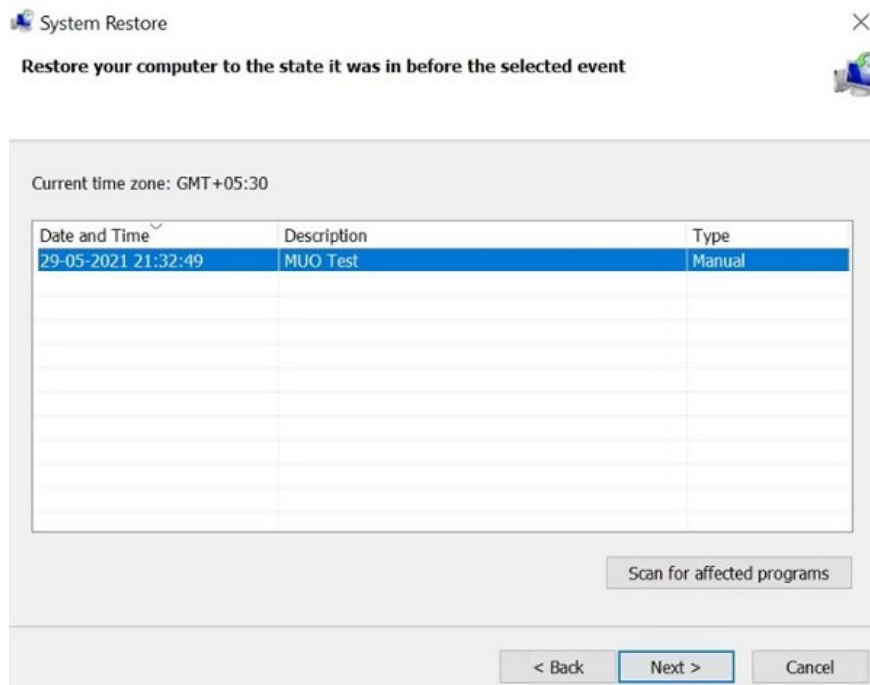 System Restore
Restore your computer to the state it was in before the selected event
Current time zone: GMT+05:30
Date and Time Description Type
29-05-2021 21:32:49 MUO Test Manual
Scan for affected programs
< Back Next > Cancel